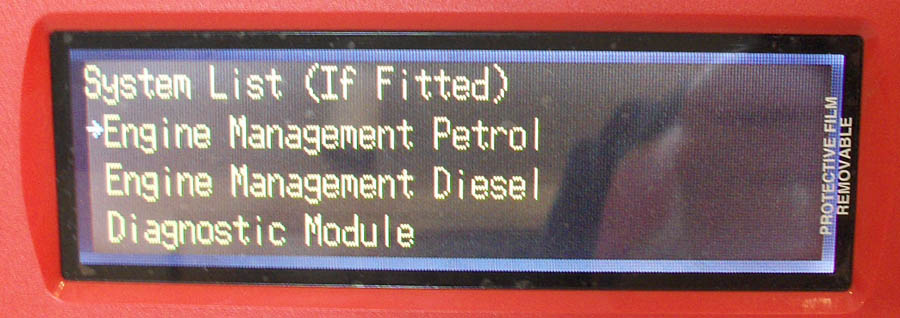 System List (If Fitted)
→Engine Management Petrol
Engine Management Diesel
Diagnostic Module
PROTECTIVE FILM
REMOVABLE